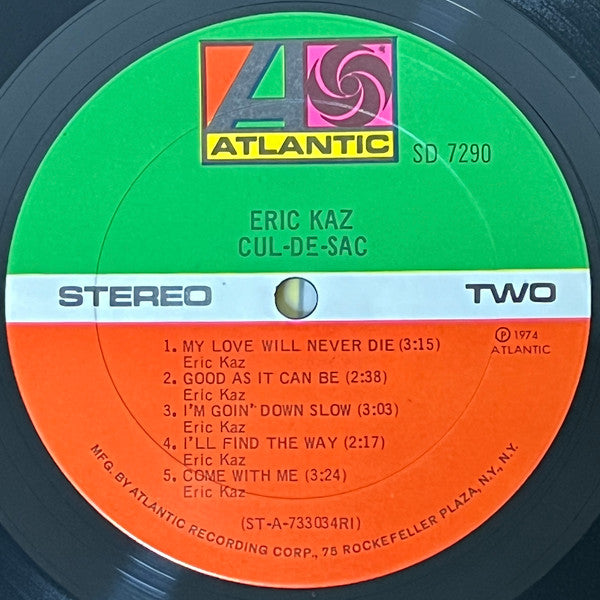 ATLANTIC
SD 7290
ERIC KAZ
CUL-DE-SAC
STEREO TWO
1. MY LOVE WILL NEVER DIE (3:15)
Eric Kaz
2. GOOD AS IT CAN BE (2:38)
Eric Kaz
3. I'M GOIN' DOWN SLOW (3:03)
Eric Kaz
4. I'LL FIND THE WAY (2:17)
Eric Kaz
5. COME WITH ME (3:24)
Eric Kaz
Ⓟ 1974
ATLANTIC
(ST-A-733034RI)
MFG. BY ATLANTIC RECORDING CORP., 75 ROCKEFELLER PLAZA, N.Y., N.Y.